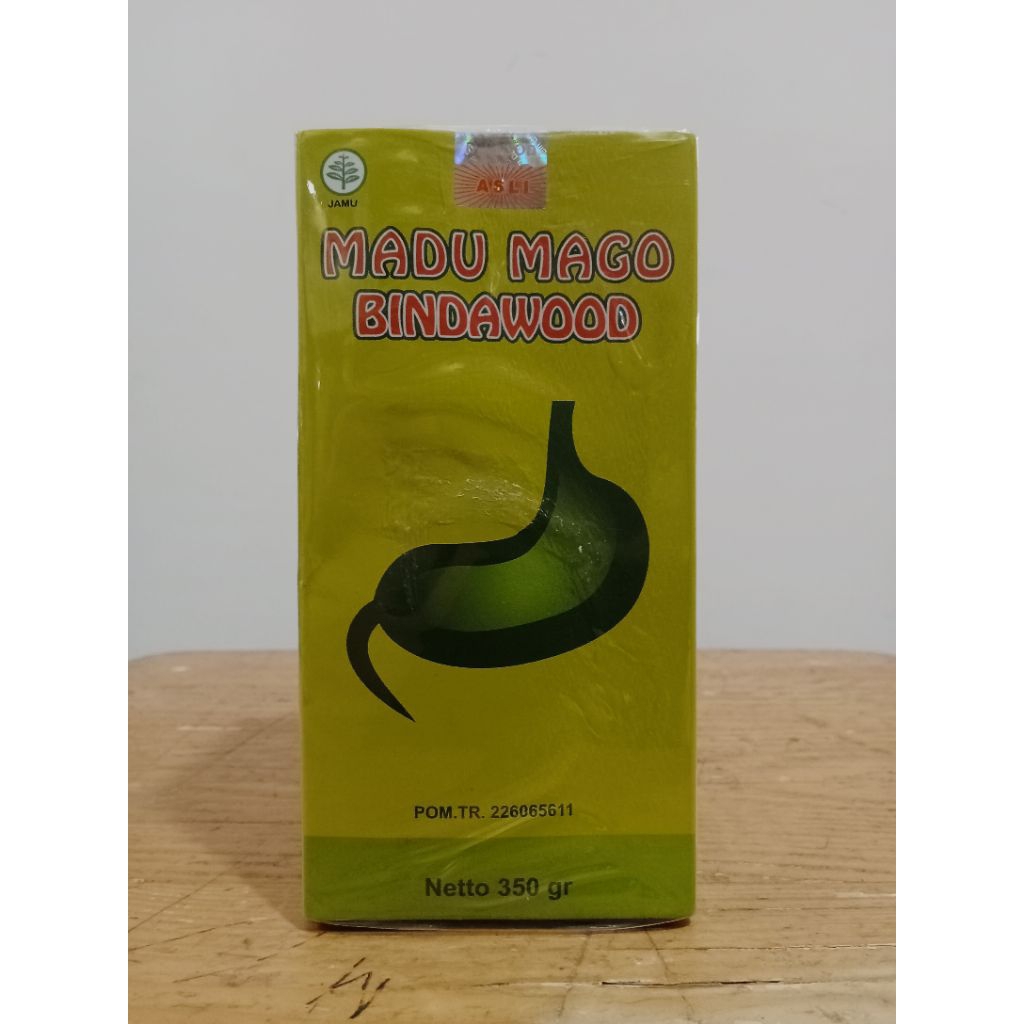 ASLI
JAMU
MADU MAGO
BINDAWOOD
POM.TR. 226065611
Netto 350 gr